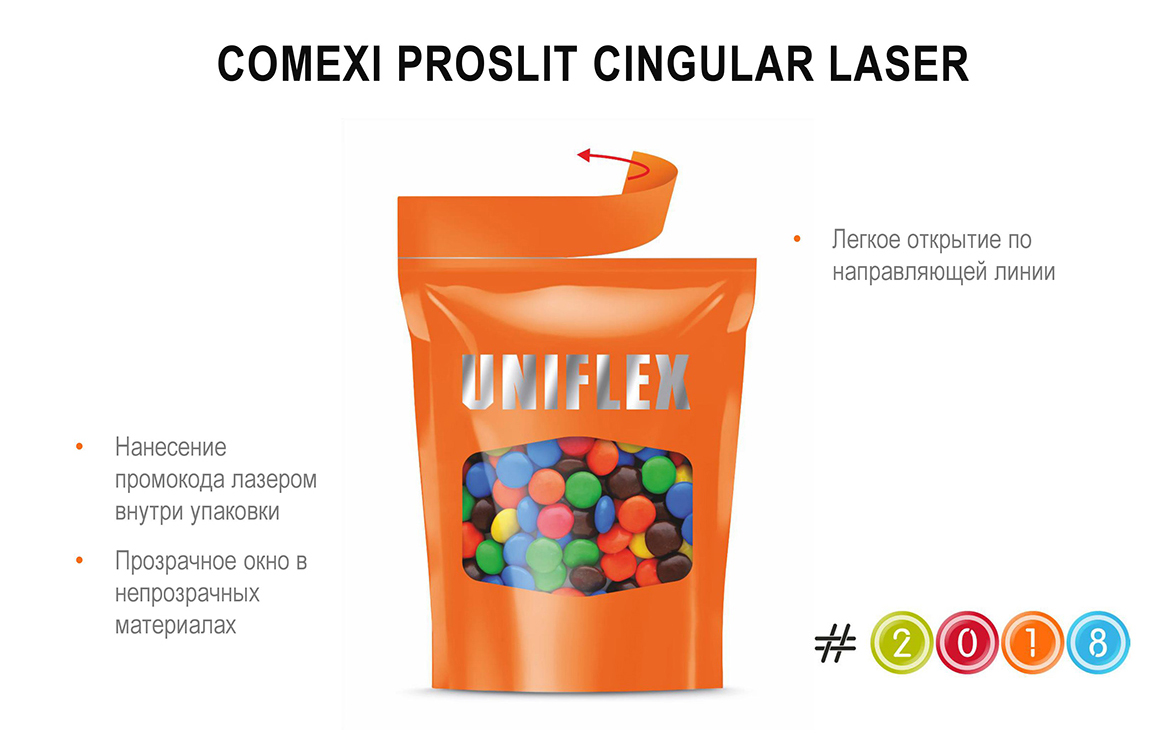 COMEXI PROSLIT CINGULAR LASER
• Легкое открытие по
направляющей линии
UNIFLEX
• Нанесение
промокода лазером
внутри упаковки
• Прозрачное окно в
непрозрачных
материалах
#2018